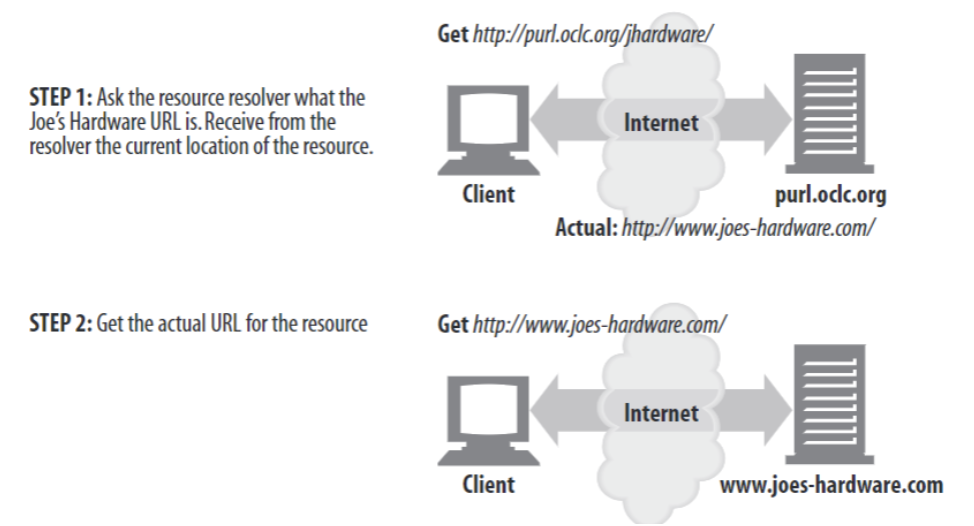 Get http://purl.oclc.org/jhardware/
STEP 1: Ask the resource resolver what the
Joe's Hardware URL is. Receive from the
resolver the current location of the resource.
Internet
Client
purl.oclc.org
Actual: http://www.joes-hardware.com/
STEP 2: Get the actual URL for the resource
Get http://www.joes-hardware.com/
Internet
Client
www.joes-hardware.com